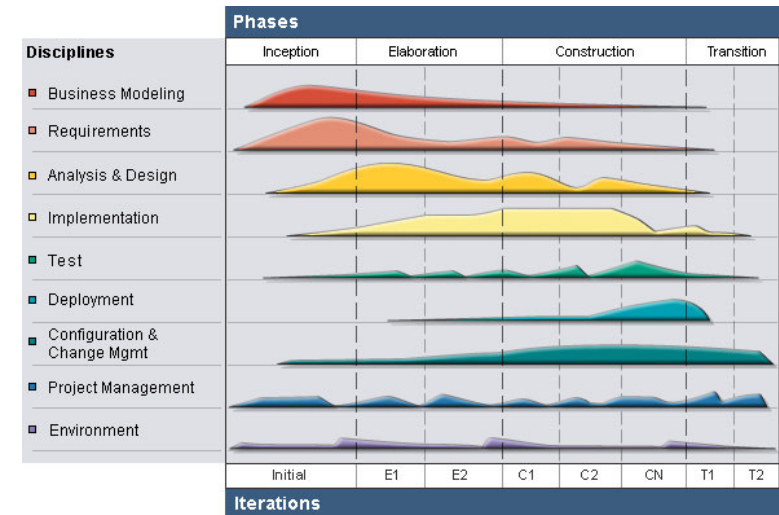 Phases
Disciplines
Inception Elaboration Construction Transition
Business Modeling
Requirements
Analysis & Design
Implementation
Test
Deployment
Configuration &
Change Mgmt
Project Management
Environment
Initial E1 E2 C1 C2 CN T1 T2
Iterations